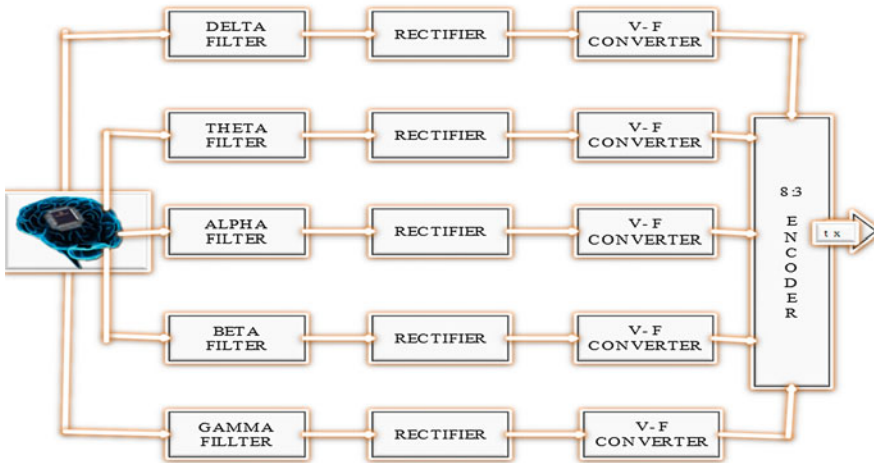 DELTA
FILTER
RECTIFIER
V-F
CONVERTER
THETA
FILTER
RECTIFIER
V-F
CONVERTER
ALPHA
FILTER
RECTIFIER
V-F
CONVERTER
BETA
FILTER
RECTIFIER
V-F
CONVERTER
GAMMA
FILLTER
RECTIFIER
V-F
CONVERTER
8:3
E
N
C
O
D
E
R
tx